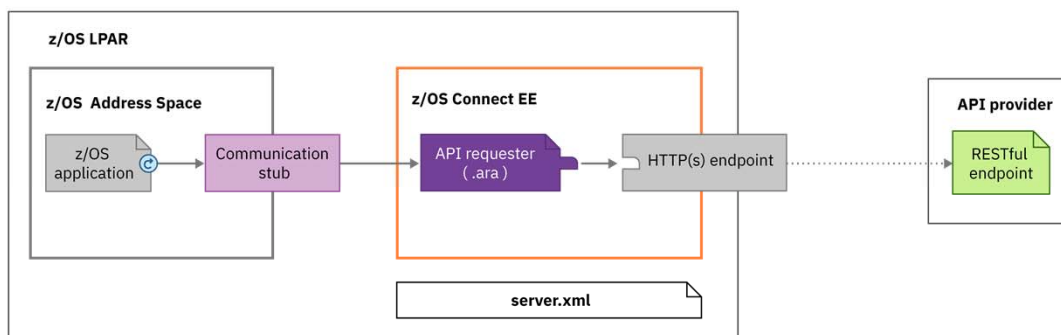 z/OS LPAR
z/OS Address Space
z/OS
application
Communication
stub
z/OS Connect EE
API requester
( .ara )
HTTP(s) endpoint
server.xml
API provider
RESTful
endpoint